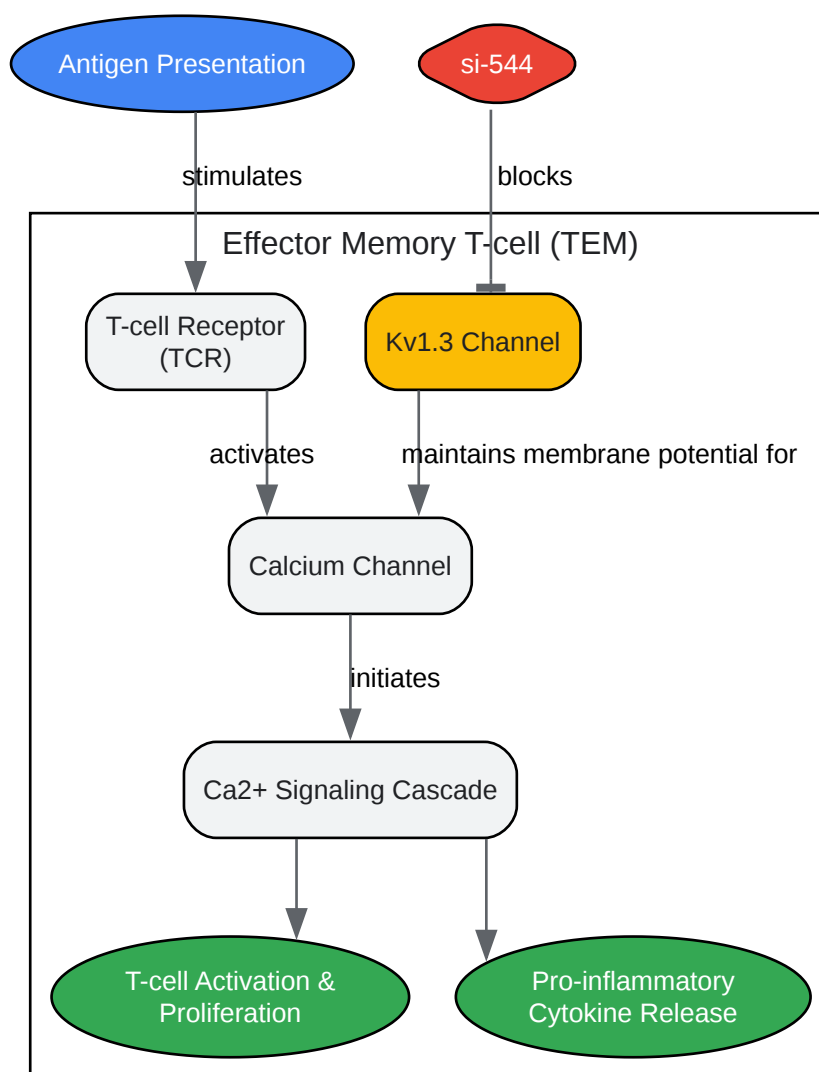 Antigen Presentation
si-544
stimulates
blocks
Effector Memory T-cell (TEM)
T-cell Receptor
(TCR)
Kv1.3 Channel
activates
maintains membrane potential for
Calcium Channel
initiates
Ca2+ Signaling Cascade
T-cell Activation &
Proliferation
Pro-inflammatory
Cytokine Release